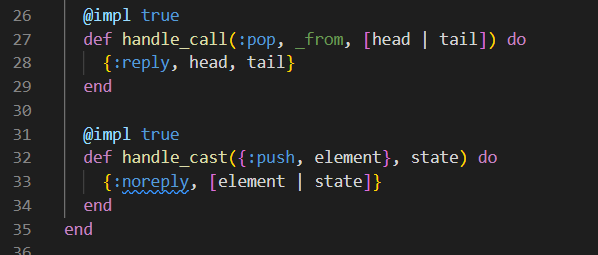 26 @impl true
27 def handle_call(:pop, _from, [head | tail]) do
28 {:reply, head, tail}
29 end
30
31 @impl true
32 def handle_cast({:push, element}, state) do
33 {:noreply, [element | state]}
34 end
35 end
36